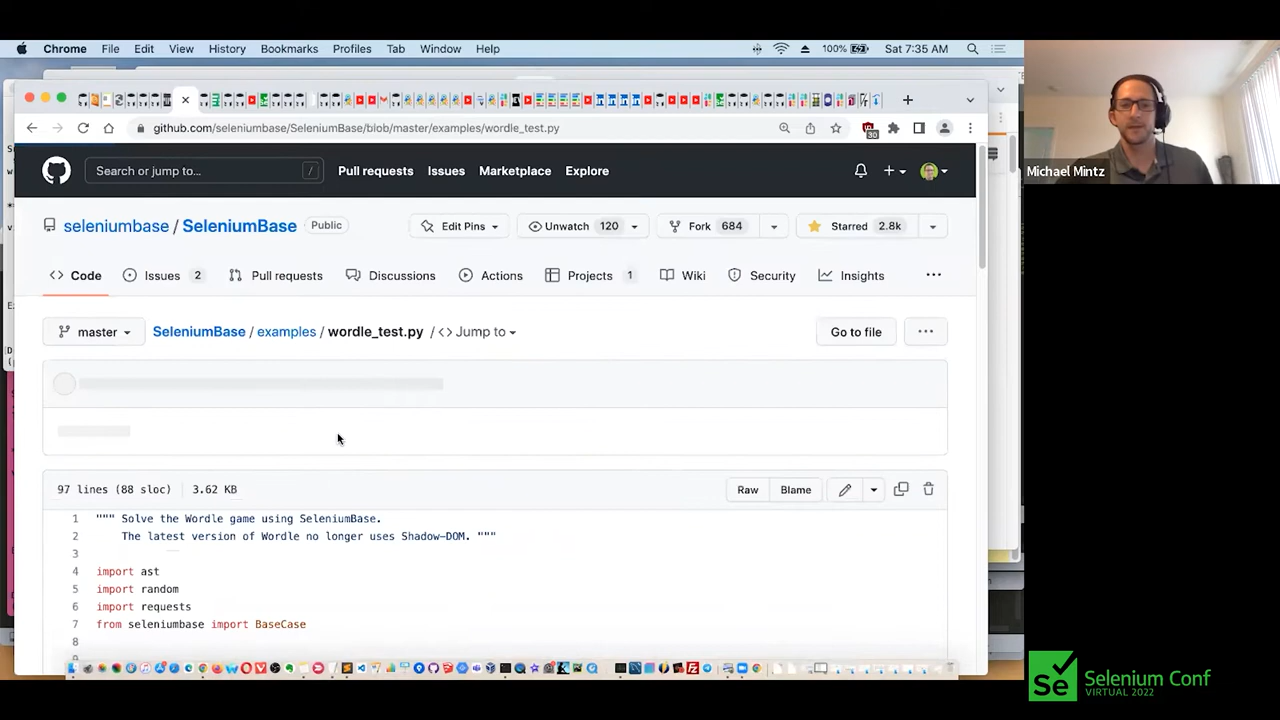 Chrome File Edit View History Bookmarks Profiles Tab Window Help 100% Sat 7:35 AM
github.com/seleniumbase/SeleniumBase/blob/master/examples/wordle_test.py 30
Search or jump to... / Pull requests Issues Marketplace Explore
Michael Mintz
seleniumbase / SeleniumBase Public Edit Pins Unwatch 120 Fork 684 Starred 2.8k
<> Code Issues 2 Pull requests Discussions Actions Projects 1 Wiki Security Insights ...
master SeleniumBase / examples / wordle_test.py / <> Jump to Go to file ...
97 lines (88 sloc) 3.62 KB Raw Blame
1 """ Solve the Wordle game using SeleniumBase.
2 The latest version of Wordle no longer uses Shadow-DOM. """
3
4 import ast
5 import random
6 import requests
7 from seleniumbase import BaseCase
8
Se Selenium Conf
VIRTUAL 2022